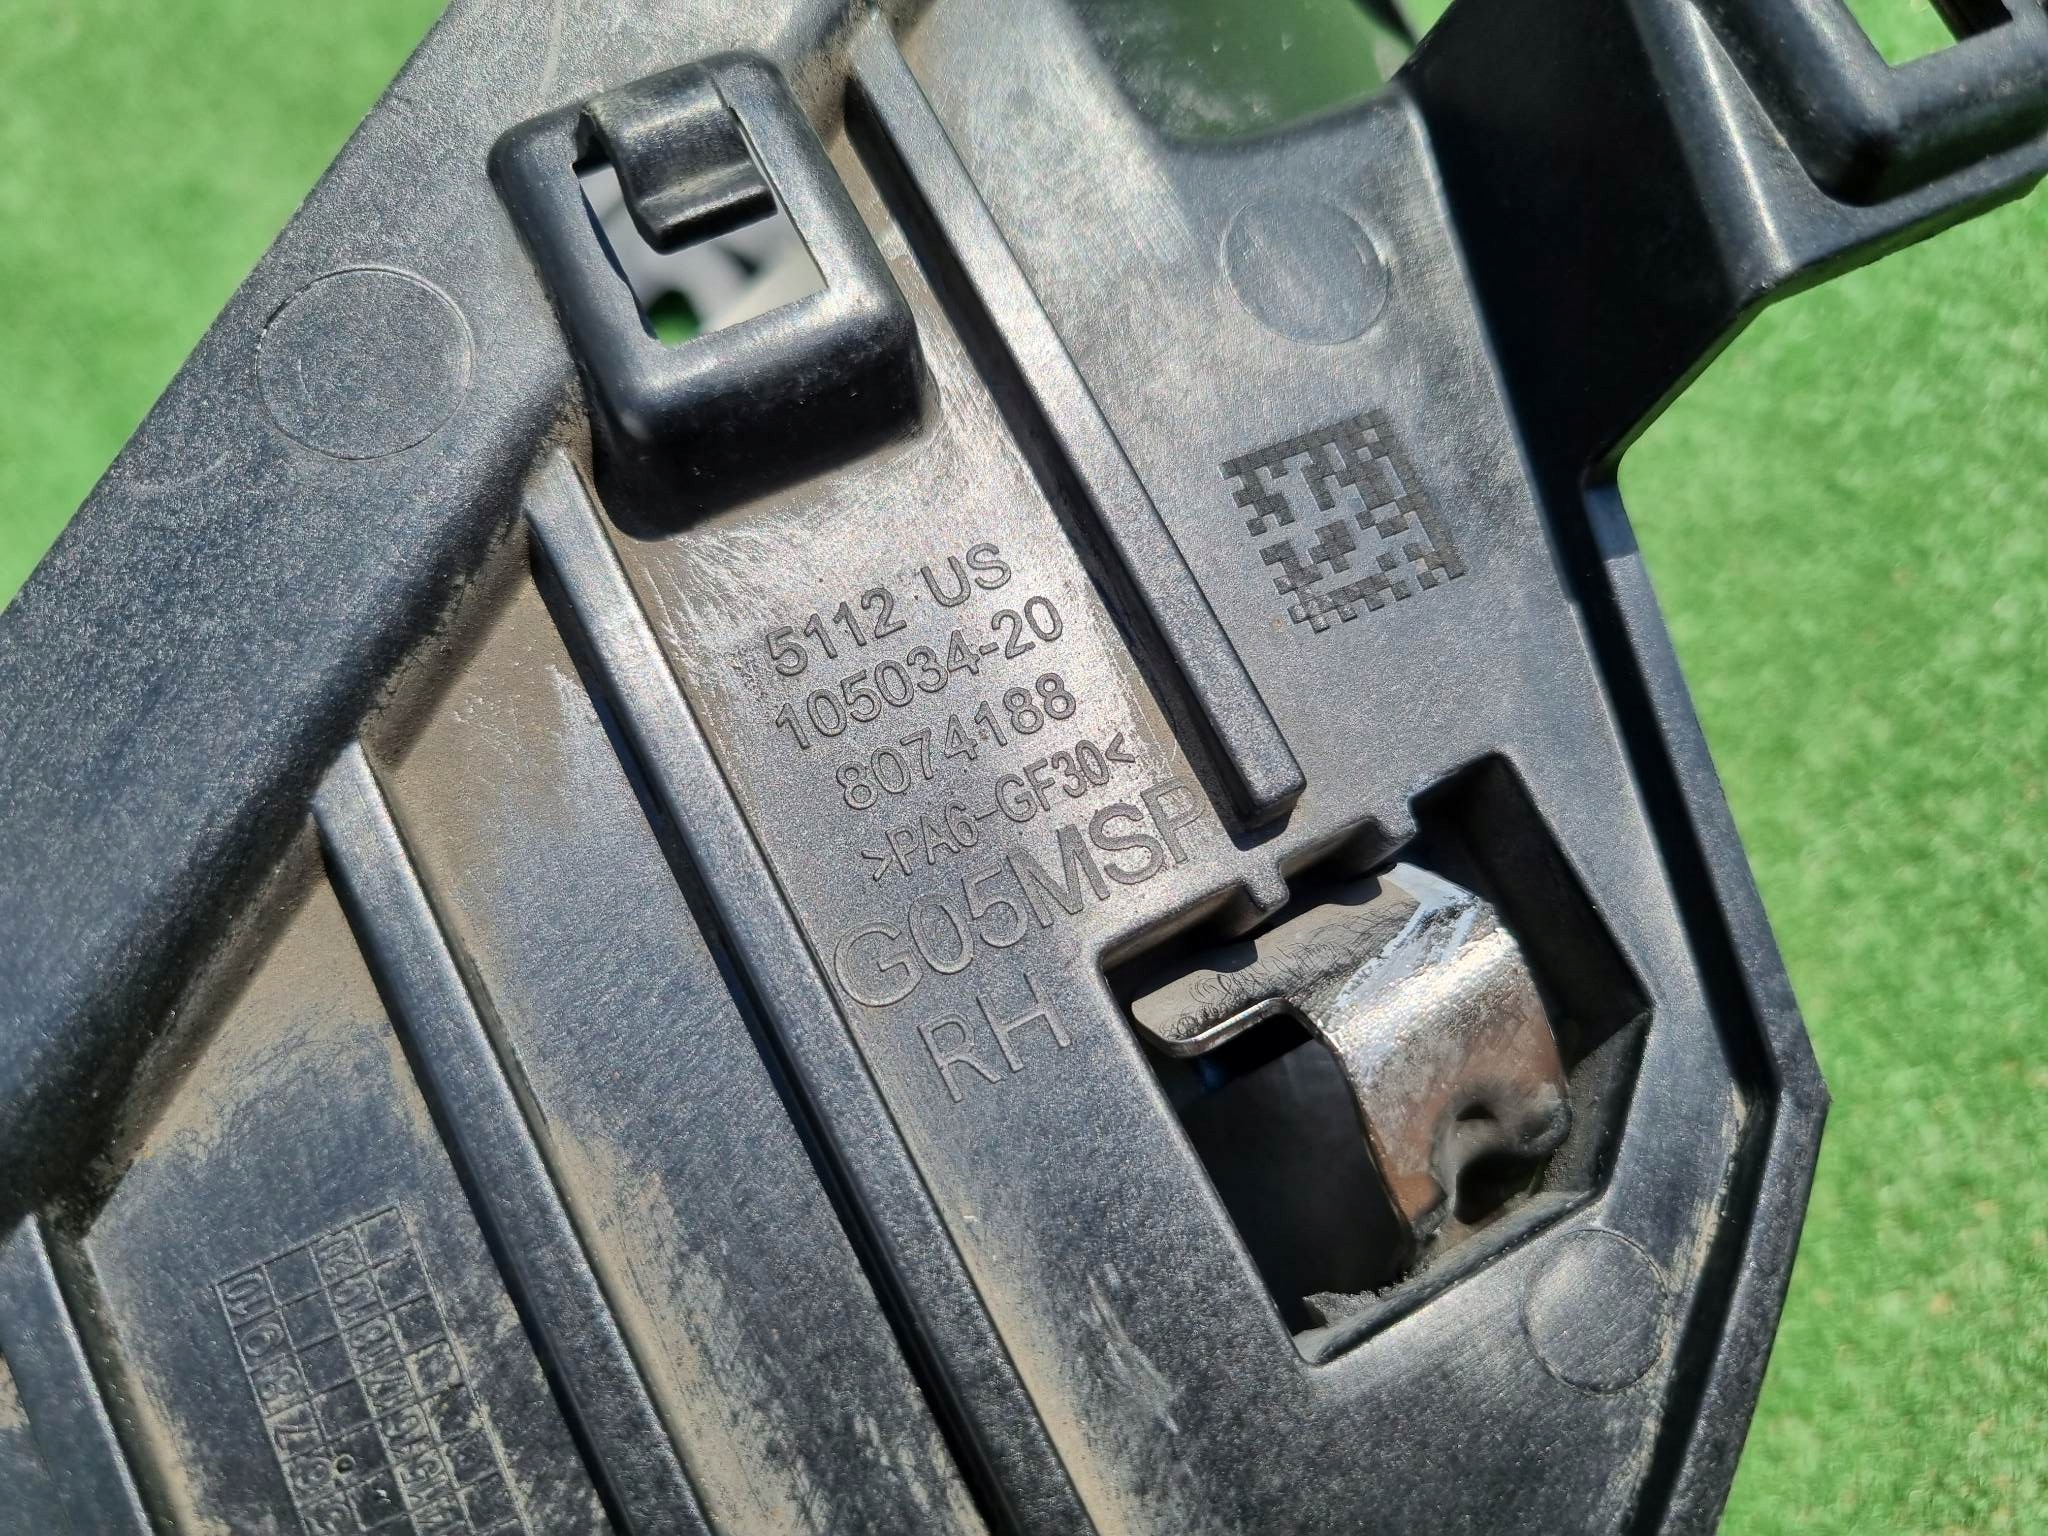 5112 US
105034-20
8074188
>PA6-GF30<
G05MSP
RH